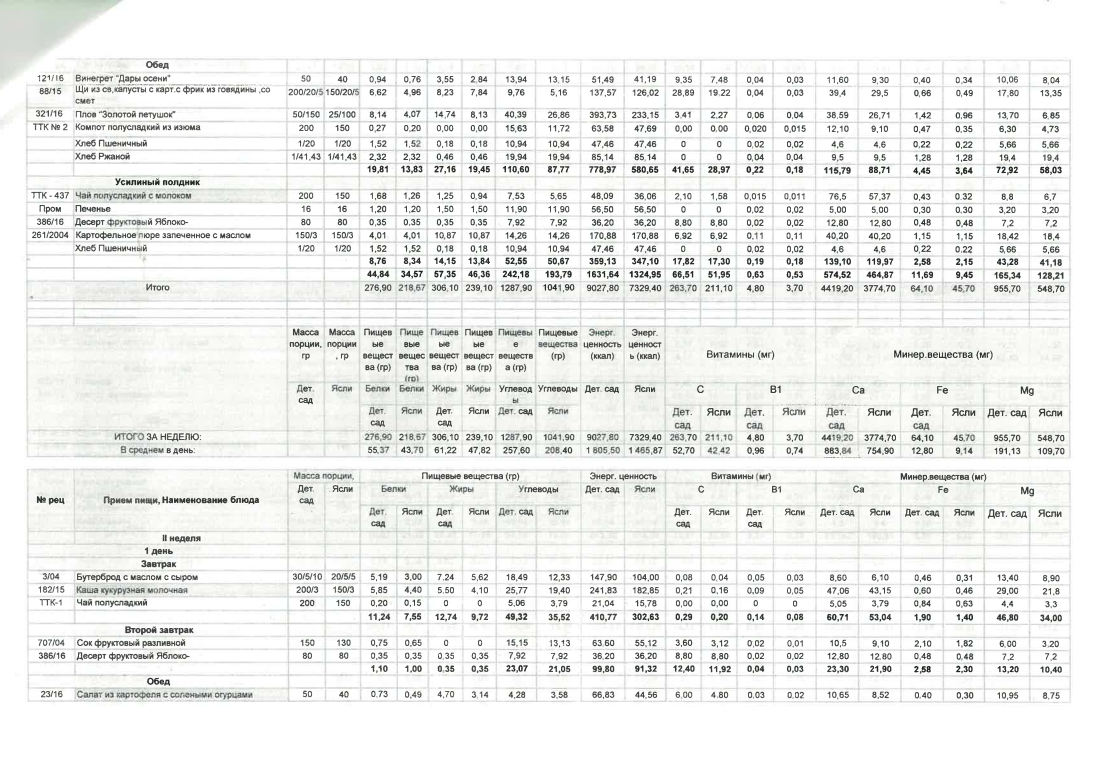 Обед
121/16 Винегрет "Дары осени" 50 40 0,94 0,76 3,55 2,84 13,94 13,15 51,49 41,19 9,35 7,48 0,04 0,03 11,60 9,30 0,40 0,34 10,06 8,04
88/15 Щи из св,капусты с карт.с фрик из говядины ,со смет 200/20/5 150/20/5 6,62 4,96 8,23 7,84 9,76 5,16 137,57 126,02 28,89 19.22 0,04 0,03 39,4 29,5 0,66 0,49 17,80 13,35
321/16 Плов "Золотой петушок" 50/150 25/100 8,14 4,07 14,74 8,13 40,39 26,86 393,73 233,15 3,41 2,27 0,06 0,04 38,59 26,71 1,42 0,96 13,70 6,85
ТТК № 2 Компот полусладкий из изюма 200 150 0,27 0,20 0,00 0,00 15,63 11,72 63,58 47,69 0,00 0,00 0,020 0,015 12,10 9,10 0,47 0,35 6,30 4,73
Хлеб Пшеничный 1/20 1/20 1,52 1,52 0,18 0,18 10,94 10,94 47,46 47,46 0 0 0,02 0,02 4,6 4,6 0,22 0,22 5,66 5,66
Хлеб Ржаной 1/41,43 1/41,43 2,32 2,32 0,46 0,46 19,94 19,94 85,14 85,14 0 0 0,04 0,04 9,5 9,5 1,28 1,28 19,4 19,4
19,81 13,83 27,16 19,45 110,60 87,77 778,97 580,65 41,65 28,97 0,22 0,18 115,79 88,71 4,45 3,64 72,92 58,03
Усилиный полдник
ТТК - 437 Чай полусладкий с молоком 200 150 1,68 1,26 1,25 0,94 7,53 5,65 48,09 36,06 2,10 1,58 0,015 0,011 76,5 57,37 0,43 0.32 8,8 6,7
Пром Печенье 16 16 1,20 1,20 1,50 1,50 11,90 11,90 56,50 56,50 0 0 0,02 0,02 5,00 5,00 0,30 0,30 3,20 3,20
386/16 Десерт фруктовый Яблоко- 80 80 0,35 0.35 0,35 0,35 7,92 7,92 36,20 36,20 8,80 8,80 0,02 0,02 12,80 12.80 0,48 0,48 7,2 7,2
261/2004 Картофельное пюре запеченное с маслом 150/3 150/3 4,01 4,01 10,87 10,87 14,26 14,26 170,88 170,88 6.92 6,92 0,11 0,11 40,20 40,20 1,15 1,15 18,42 18,4
Хлеб Пшеничный 1/20 1/20 1,52 1,52 0,18 0,18 10,94 10,94 47,46 47,46 0 0 0,02 0,02 4,6 4,6 0,22 0,22 5,66 5,66
8,76 8,34 14,15 13,84 52,55 50,67 359,13 347,10 17,82 17,30 0,19 0,18 139,10 119,97 2,58 2,15 43,28 41,18
44,84 34,57 57,35 46,36 242,18 193,79 1631,64 1324,95 66,51 51,95 0,63 0,53 574,52 464,87 11,69 9,45 165,34 128,21
Итого 276,90 218,67 306,10 239,10 1287,90 1041,90 9027,80 7329,40 263,70 211,10 4,80 3,70 4419,20 3774,70 64,10 45,70 955,70 548,70
Масса порции, гр Масса порции , гр Пищев ые вещест ва (гр) Пище вые вещес тва (гр) Пищев ые вещест ва (гр) Пищев ые вещест ва (гр) Пищевы е веществ а (гр) Пищевые вещества (гр) Энерг. ценность (ккал) Энерг. ценност ь (ккал) Витамины (мг) Минер.вещества (мг)
Дет. сад Ясли Белки Белки Жиры Жиры Углевод ы Углеводы Дет. сад Ясли С В1 Ca Fe Mg
Дет. сад Ясли Дет. сад Ясли Дет. сад Ясли Дет. сад Ясли Дет. сад Ясли Дет. сад Ясли Дет. сад Ясли Дет. сад Ясли
ИТОГО ЗА НЕДЕЛЮ: 276,90 218,67 306,10 239,10 1287,90 1041,90 9027,80 7329,40 263,70 211,10 4,80 3,70 4419,20 3774,70 64,10 45,70 955,70 548,70
В среднем в день: 55,37 43,70 61,22 47,82 257,60 208,40 1 805,50 1 465,87 52,70 42,42 0,96 0,74 883,84 754,90 12,80 9,14 191,13 109,70
№ рец Прием пищи, Наименование блюда Масса порции, Пищевые вещества (гр) Энерг. ценность Витамины (мг) Минер.вещества (мг)
Дет. сад Ясли Белки Жиры Углеводы Дет. сад Ясли С В1 Ca Fe Mg
Дет. сад Ясли Дет. сад Ясли Дет. сад Ясли Дет. сад Ясли Дет. сад Ясли Дет. сад Ясли Дет. сад Ясли Дет. сад Ясли
II неделя
1 день
Завтрак
3/04 Бутерброд с маслом с сыром 30/5/10 20/5/5 5,19 3,00 7,24 5,62 18,49 12,33 147,90 104,00 0,08 0,04 0,05 0,03 8,60 6,10 0,46 0,31 13,40 8,90
182/15 Каша кукурузная молочная 200/3 150/3 5,85 4,40 5,50 4,10 25,77 19,40 241,83 182,85 0,21 0,16 0,09 0,05 47,06 43,15 0,60 0,46 29,00 21,8
ТТК-1 Чай полусладкий 200 150 0,20 0,15 0 0 5,06 3,79 21,04 15,78 0,00 0,00 0 0 5,05 3,79 0,84 0,63 4,4 3,3
11,24 7,55 12,74 9,72 49,32 35,52 410,77 302,63 0,29 0,20 0,14 0,08 60,71 53,04 1,90 1,40 46,80 34,00
Второй завтрак
707/04 Сок фруктовый разливной 150 130 0,75 0,65 0 0 15,15 13,13 63,60 55,12 3,60 3,12 0,02 0,01 10,5 9,10 2,10 1,82 6,00 3,20
386/16 Десерт фруктовый Яблоко- 80 80 0,35 0,35 0,35 0,35 7,92 7,92 36,20 36,20 8,80 8,80 0,02 0,02 12.80 12.80 0,48 0,48 7,2 7,2
1,10 1,00 0,35 0,35 23,07 21,05 99,80 91,32 12,40 11,92 0,04 0,03 23,30 21,90 2,58 2,30 13,20 10,40
Обед
23/16 Салат из картофеля с солеными огурцами 50 40 0,73 0,49 4,70 3,14 4,28 3,58 66,83 44,56 6,00 4.80 0,03 0,02 10,65 8,52 0,40 0,30 10,95 8,75